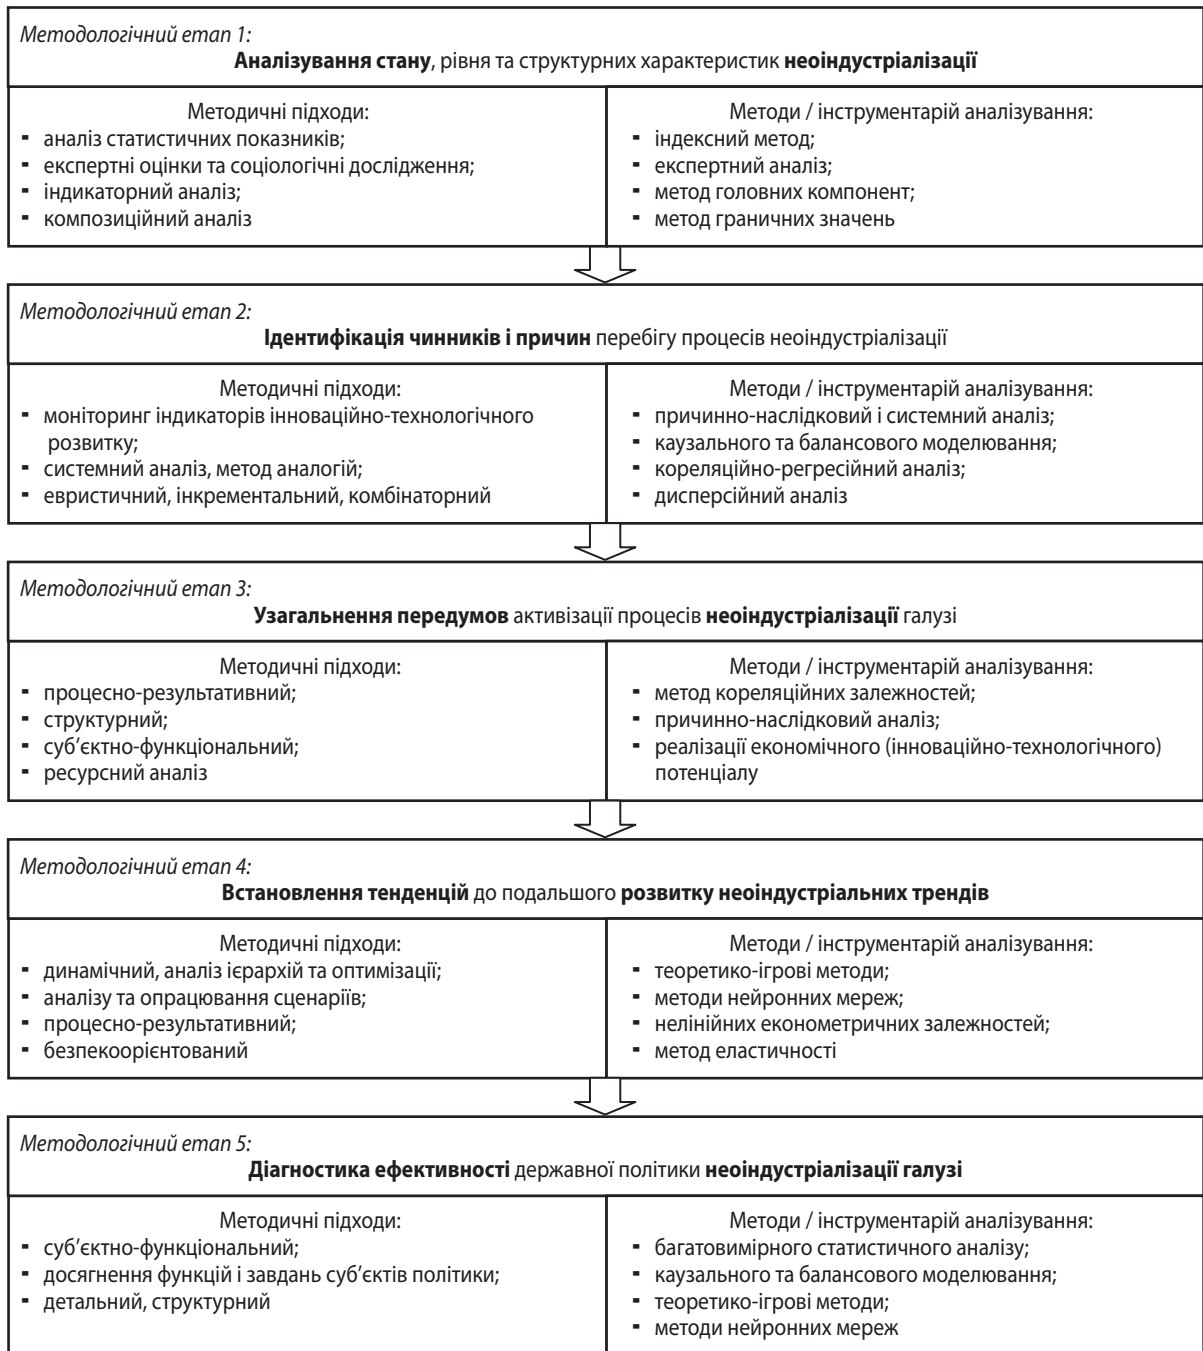 Методологічний етап 1:
Аналізування стану, рівня та структурних характеристик неоіндустріалізації
Методичні підходи:
- аналіз статистичних показників;
- експертні оцінки та соціологічні дослідження;
- індикаторний аналіз;
- композиційний аналіз
Методи / інструментарій аналізування:
- індексний метод;
- експертний аналіз;
- метод головних компонент;
- метод граничних значень
Методологічний етап 2:
Ідентифікація чинників і причин перебігу процесів неоіндустріалізації
Методичні підходи:
- моніторинг індикаторів інноваційно-технологічного
розвитку;
- системний аналіз, метод аналогій;
- евристичний, інкрементальний, комбінаторний
Методи / інструментарій аналізування:
- причинно-наслідковий і системний аналіз;
- каузального та балансового моделювання;
- кореляційно-регресійний аналіз;
- дисперсійний аналіз
Методологічний етап 3:
Узагальнення передумов активізації процесів неоіндустріалізації галузі
Методичні підходи:
- процесно-результативний;
- структурний;
- суб’єктно-функціональний;
- ресурсний аналіз
Методи / інструментарій аналізування:
- метод кореляційних залежностей;
- причинно-наслідковий аналіз;
- реалізації економічного (інноваційно-технологічного)
потенціалу
Методологічний етап 4:
Встановлення тенденцій до подальшого розвитку неоіндустріальних трендів
Методичні підходи:
- динамічний, аналіз ієрархій та оптимізації;
- аналізу та опрацювання сценаріїв;
- процесно-результативний;
- безпекоорієнтований
Методи / інструментарій аналізування:
- теоретико-ігрові методи;
- методи нейронних мереж;
- нелінійних економетричних залежностей;
- метод еластичності
Методологічний етап 5:
Діагностика ефективності державної політики неоіндустріалізації галузі
Методичні підходи:
- суб’єктно-функціональний;
- досягнення функцій і завдань суб’єктів політики;
- детальний, структурний
Методи / інструментарій аналізування:
- багатовимірного статистичного аналізу;
- каузального та балансового моделювання;
- теоретико-ігрові методи;
- методи нейронних мереж